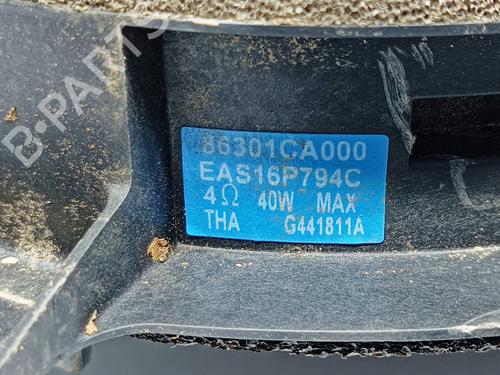 B-PARTS
86301CA000
EAS16P794C
4Ω 40W MAX
THA G441811A